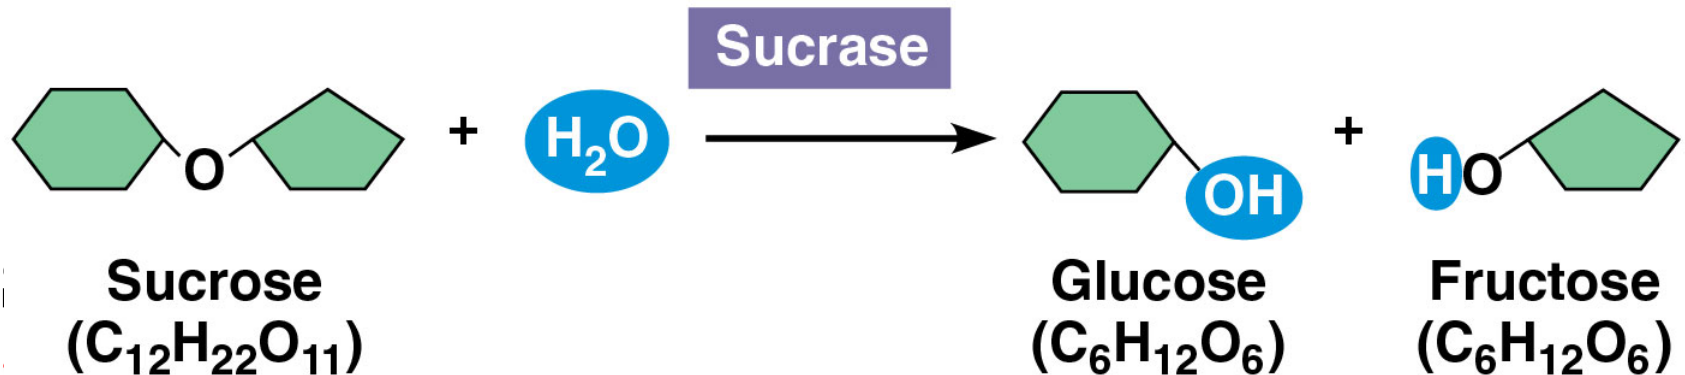 Sucrase
O + H₂O OH + HO
Sucrose Glucose Fructose
(C₁₂H₂₂O₁₁) (C₆H₁₂O₆) (C₆H₁₂O₆)